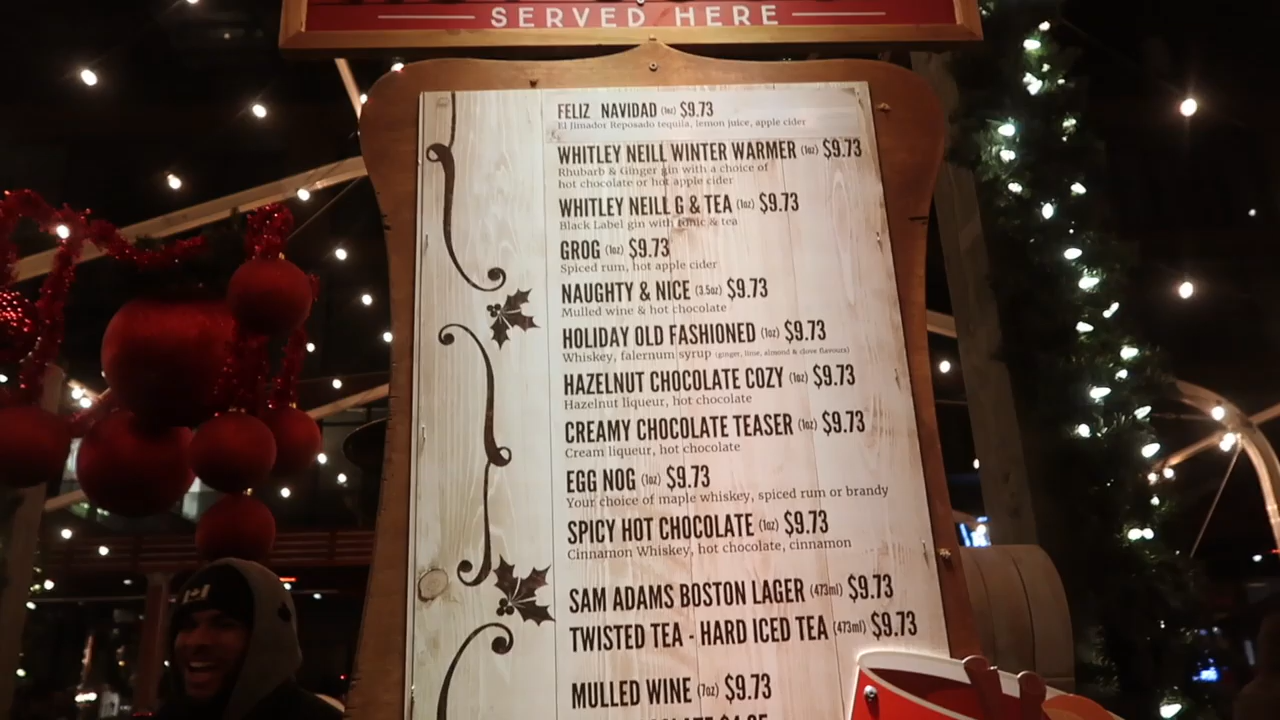 SERVED HERE
FELIZ NAVIDAD (1oz) $9.73
El Jimador Reposado tequila, lemon juice, apple cider
WHITLEY NEILL WINTER WARMER (1oz) $9.73
Rhubarb & Ginger gin with a choice of
hot chocolate or hot apple cider
WHITLEY NEILL G & TEA (1oz) $9.73
Black Label gin with tonic & tea
GROG (1oz) $9.73
Spiced rum, hot apple cider
NAUGHTY & NICE (3.5oz) $9.73
Mulled wine & hot chocolate
HOLIDAY OLD FASHIONED (1oz) $9.73
Whiskey, falernum syrup (ginger, lime, almond & clove flavours)
HAZELNUT CHOCOLATE COZY (1oz) $9.73
Hazelnut liqueur, hot chocolate
CREAMY CHOCOLATE TEASER (1oz) $9.73
Cream liqueur, hot chocolate
EGG NOG (1oz) $9.73
Your choice of maple whiskey, spiced rum or brandy
SPICY HOT CHOCOLATE (1oz) $9.73
Cinnamon Whiskey, hot chocolate, cinnamon
SAM ADAMS BOSTON LAGER (473ml) $9.73
TWISTED TEA - HARD ICED TEA (473ml) $9.73
MULLED WINE (7oz) $9.73